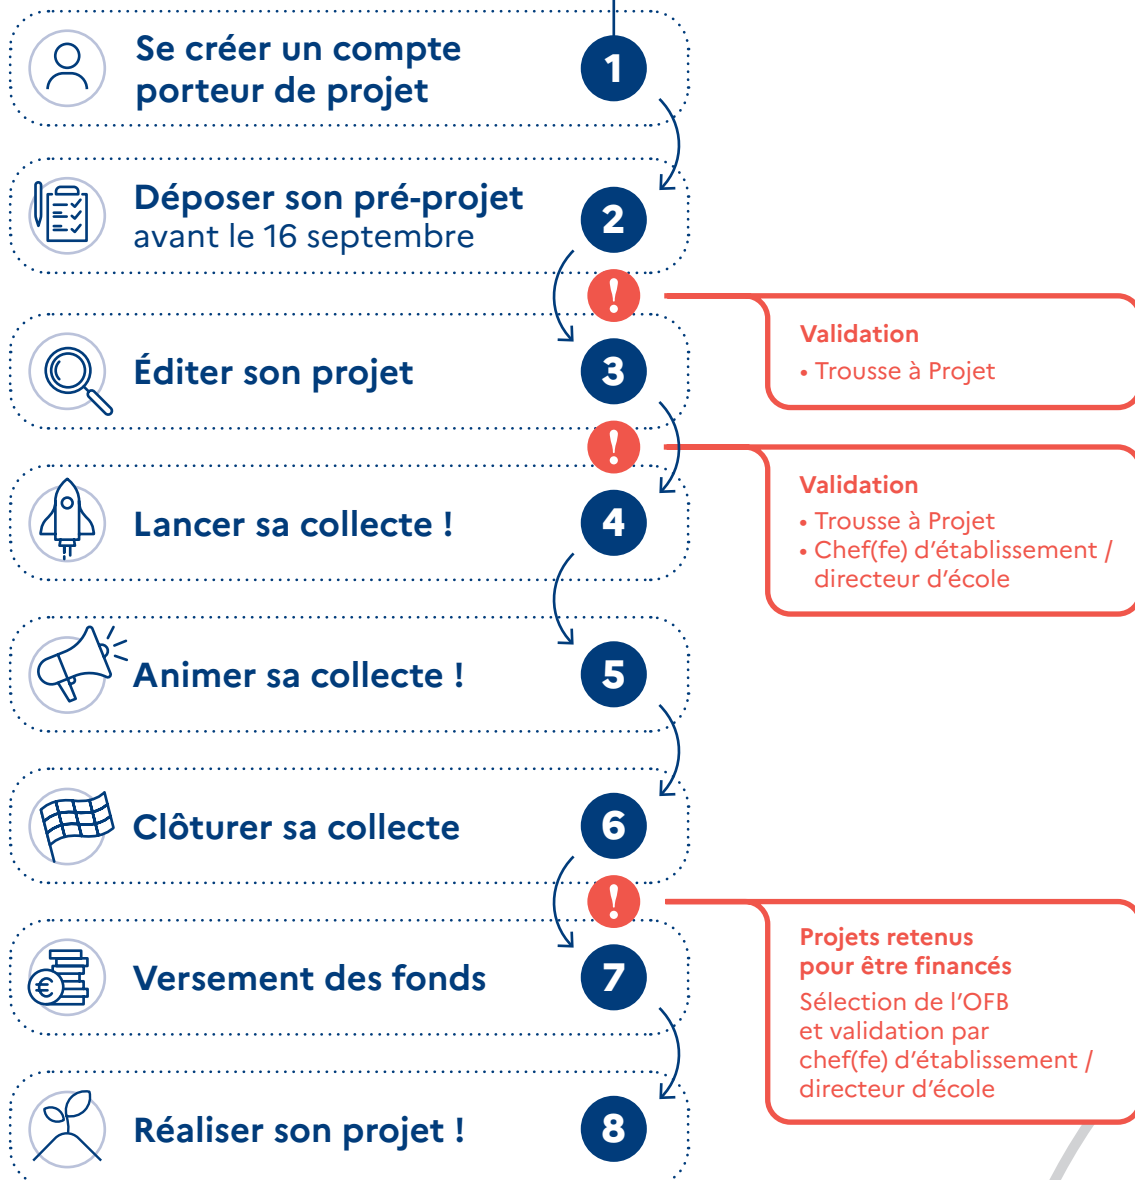 Se créer un compte
porteur de projet
1
Déposer son pré-projet
avant le 16 septembre
2
!
Validation
• Trousse à Projet
Éditer son projet
3
!
Validation
• Trousse à Projet
• Chef(fe) d'établissement /
directeur d'école
Lancer sa collecte !
4
Animer sa collecte !
5
Clôturer sa collecte
6
!
Projets retenus
pour être financés
Sélection de l'OFB
et validation par
chef(fe) d'établissement /
directeur d'école
€
Versement des fonds
7
Réaliser son projet !
8